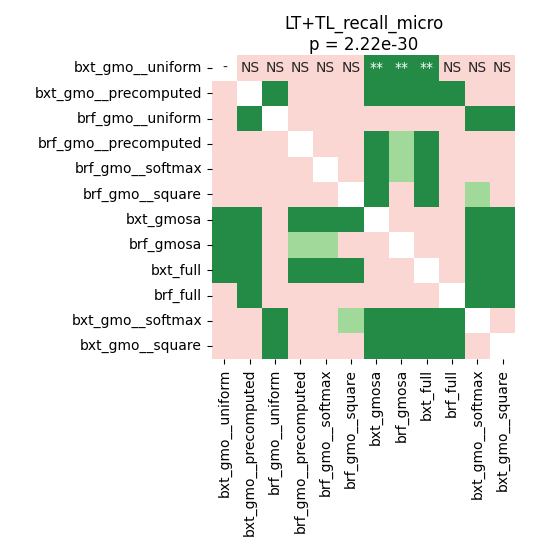 LT+TL_recall_micro
p = 2.22e-30
bxt_gmo__uniform - NS NS NS NS NS ** ** ** NS NS NS
bxt_gmo__precomputed
brf_gmo__uniform
brf_gmo__precomputed
brf_gmo__softmax
brf_gmo__square
bxt_gmosa
brf_gmosa
bxt_full
brf_full
bxt_gmo__softmax
bxt_gmo__square
bxt_gmo__uniform
bxt_gmo__precomputed
brf_gmo__uniform
brf_gmo__precomputed
brf_gmo__softmax
brf_gmo__square
bxt_gmosa
brf_gmosa
bxt_full
brf_full
bxt_gmo__softmax
bxt_gmo__square